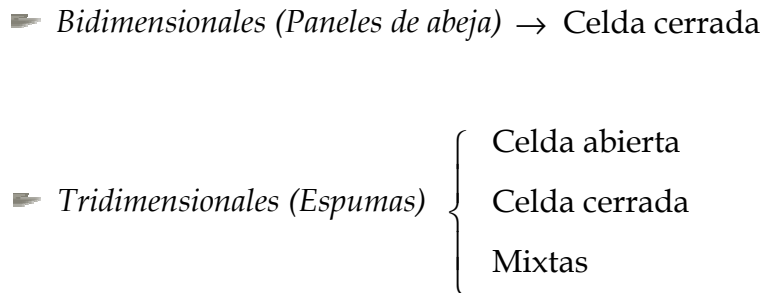 Bidimensionales (Paneles de abeja) → Celda cerrada
Celda abierta
Tridimensionales (Espumas)
Celda cerrada
Mixtas